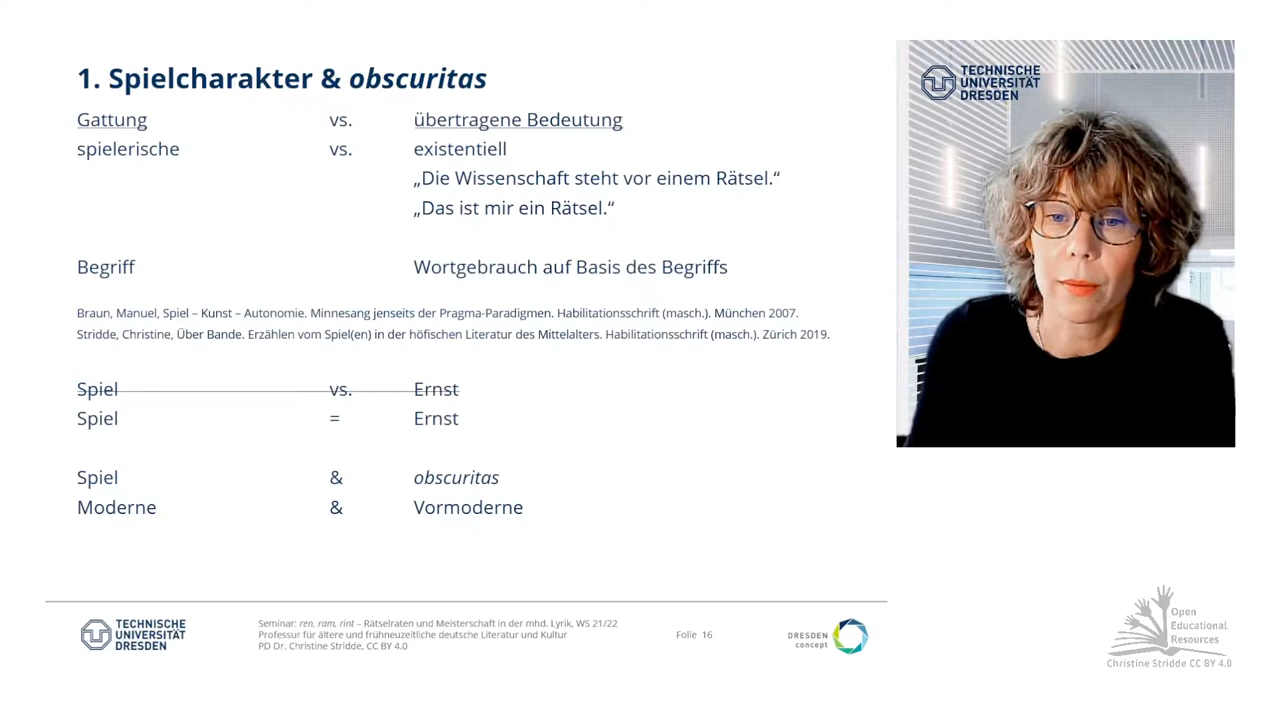 1. Spielcharakter & obscuritas
Gattung vs. übertragene Bedeutung
spielerische vs. existentiell
„Die Wissenschaft steht vor einem Rätsel.“
„Das ist mir ein Rätsel.“
Begriff Wortgebrauch auf Basis des Begriffs
Braun, Manuel, Spiel – Kunst – Autonomie. Minnesang jenseits der Pragma-Paradigmen. Habilitationsschrift (masch.). München 2007.
Stridde, Christine, Über Bande. Erzählen vom Spiel(en) in der höfischen Literatur des Mittelalters. Habilitationsschrift (masch.). Zürich 2019.
Spiel vs. Ernst
Spiel = Ernst
Spiel & obscuritas
Moderne & Vormoderne
TECHNISCHE
UNIVERSITÄT
DRESDEN
TECHNISCHE
UNIVERSITÄT
DRESDEN
Seminar: ren, ram, rint – Rätselraten und Meisterschaft in der mhd. Lyrik, WS 21/22
Professur für ältere und frühneuzeitliche deutsche Literatur und Kultur
PD Dr. Christine Stridde, CC BY 4.0
Folie 16
DRESDEN
concept
Open
Educational
Resources
Christine Stridde CC BY 4.0